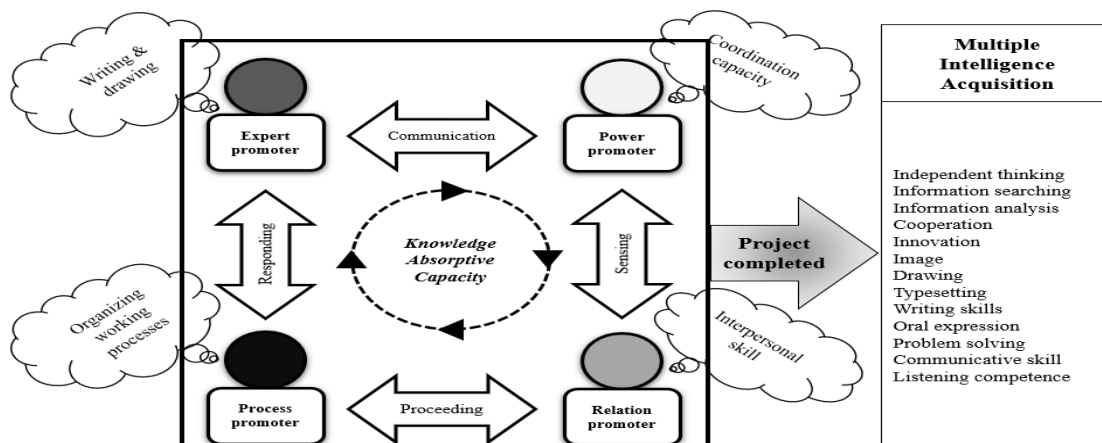 Writing &
drawing
Coordination
capacity
Expert
promoter
Communication
Power
promoter
Responding
Knowledge
Absorptive
Capacity
Sensing
Organizing
working
processes
Interpersonal
skill
Process
promoter
Proceeding
Relation
promoter
Project
completed
Multiple
Intelligence
Acquisition
Independent thinking
Information searching
Information analysis
Cooperation
Innovation
Image
Drawing
Typesetting
Writing skills
Oral expression
Problem solving
Communicative skill
Listening competence